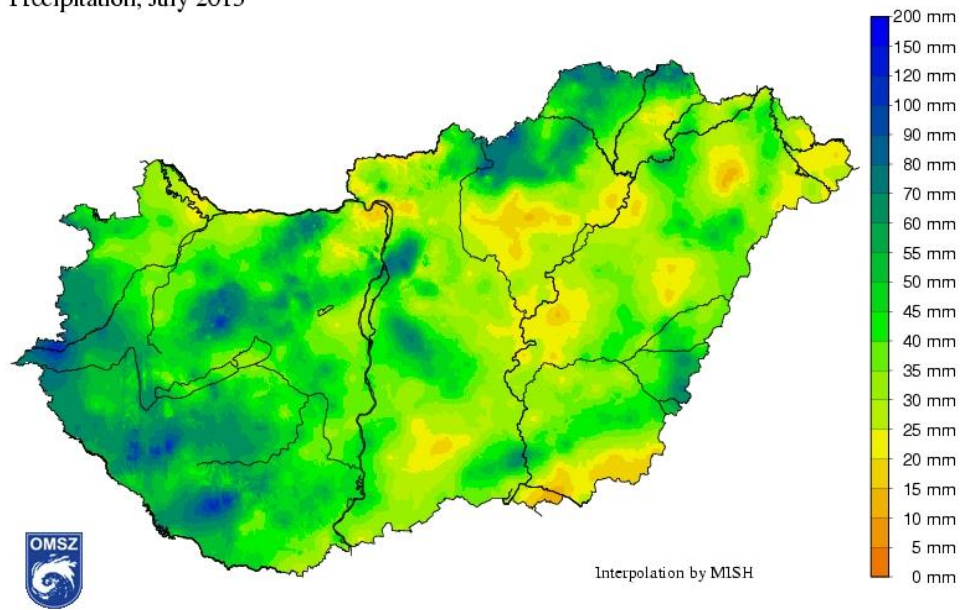 Precipitation, July 2015
200 mm
150 mm
120 mm
100 mm
90 mm
80 mm
70 mm
60 mm
55 mm
50 mm
45 mm
40 mm
35 mm
30 mm
25 mm
20 mm
15 mm
10 mm
5 mm
0 mm
OMSZ
Interpolation by MISH